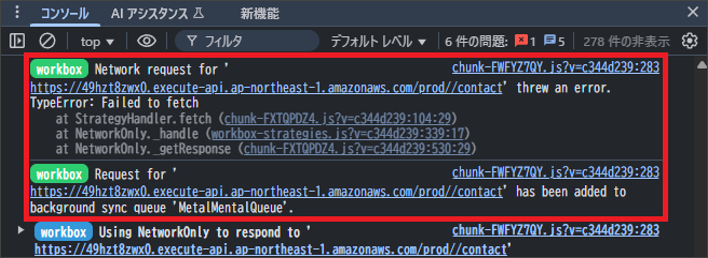 コンソール AI アシスタンス 新機能
top フィルタ デフォルト レベル 6 件の問題: 1 5 278 件の非表示
workbox Network request for ' chunk-FWFYZ7QY.js?v=c344d239:283
https://49hzt8zwx0.execute-api.ap-northeast-1.amazonaws.com/prod//contact' threw an error.
TypeError: Failed to fetch
at StrategyHandler.fetch (chunk-FXTQPDZ4.js?v=c344d239:104:29)
at NetworkOnly._handle (workbox-strategies.js?v=c344d239:339:17)
at NetworkOnly._getResponse (chunk-FXTQPDZ4.js?v=c344d239:530:29)
workbox Request for ' chunk-FWFYZ7QY.js?v=c344d239:283
https://49hzt8zwx0.execute-api.ap-northeast-1.amazonaws.com/prod//contact' has been added to
background sync queue 'MetalMentalQueue'.
workbox Using NetworkOnly to respond to ' chunk-FWFYZ7QY.js?v=c344d239:283
https://49hzt8zwx0.execute-api.ap-northeast-1.amazonaws.com/prod//contact'